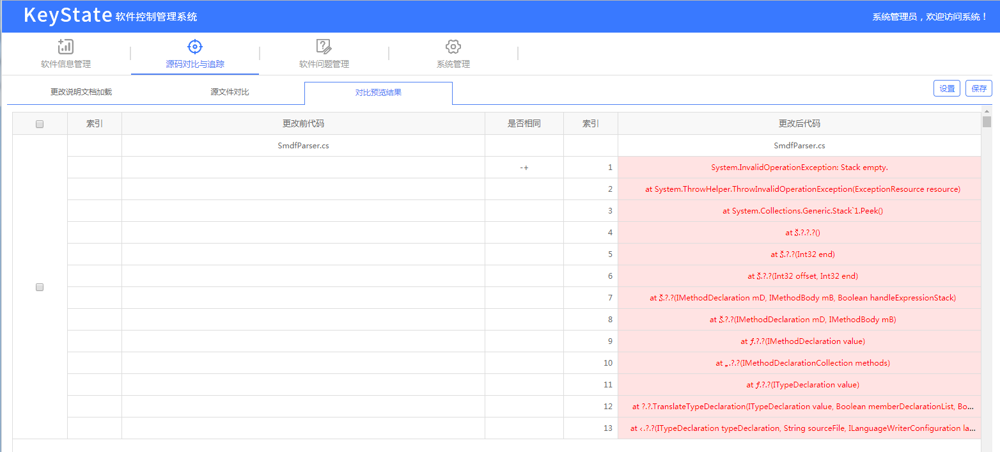 KeyState 软件控制管理系统
系统管理员，欢迎访问系统！
软件信息管理 源码对比与追踪 软件问题管理 系统管理
更改说明文档加载 源文件对比 对比预览结果 设置 保存
索引 更改前代码 是否相同 索引 更改后代码
SmdfParser.cs SmdfParser.cs
-+ 1 System.InvalidOperationException: Stack empty.
2 at System.ThrowHelper.ThrowInvalidOperationException(ExceptionResource resource)
3 at System.Collections.Generic.Stack`1.Peek()
4 at .?.?.?()
5 at .?.?(Int32 end)
6 at .?.?(Int32 offset, Int32 end)
7 at .?.?(IMethodDeclaration mD, IMethodBody mB, Boolean handleExpressionStack)
8 at .?.?(IMethodDeclaration mD, IMethodBody mB)
9 at ƒ.?.?(IMethodDeclaration value)
10 at „.?.?(IMethodDeclarationCollection methods)
11 at ƒ.?.?(ITypeDeclaration value)
12 at ?.?.TranslateTypeDeclaration(ITypeDeclaration value, Boolean memberDeclarationList, Bo...
13 at ‹.?.?(ITypeDeclaration typeDeclaration, String sourceFile, ILanguageWriterConfiguration la...